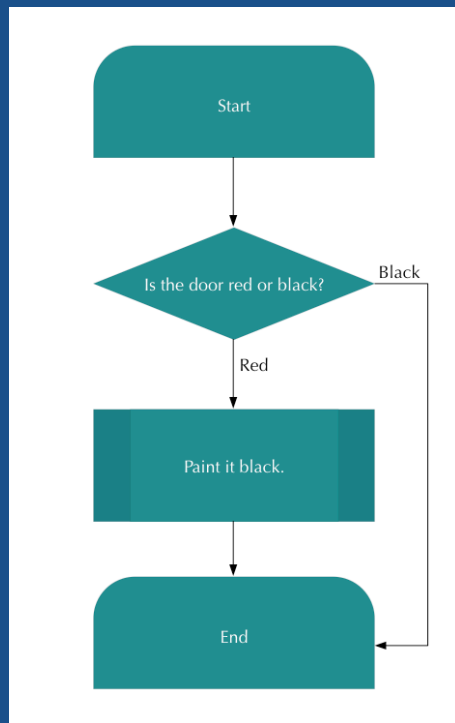 Start
Is the door red or black?
Black
Red
Paint it black.
End